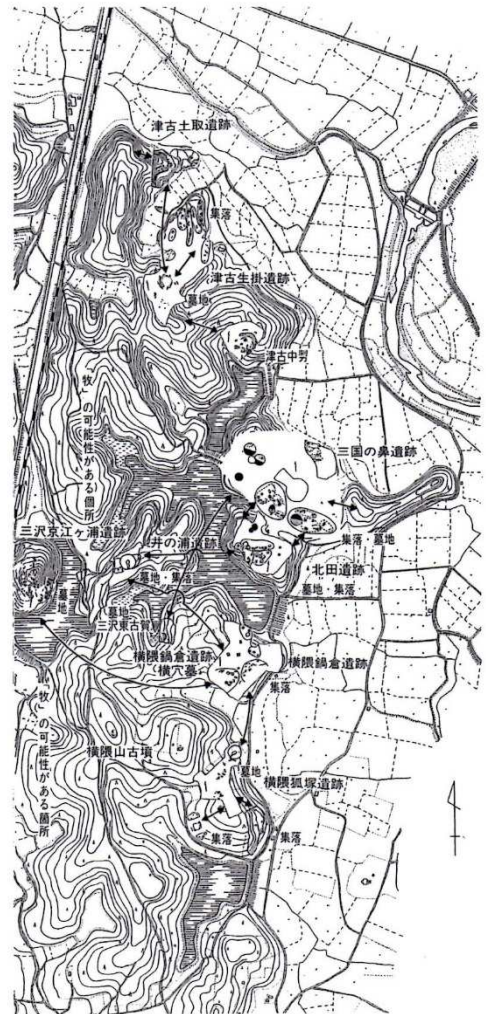 津古土取遺跡
集落
津古生掛遺跡
墓地
津古中刄
「牧」の可能性がある個所
三国の鼻遺跡
三沢京江ヶ浦遺跡
井の浦遺跡
集落 墓地
北田遺跡
墓地・集落
墓地・集落
墓地
墓地
三沢東古賀
横隈鍋倉遺跡
横穴墓
横隈鍋倉遺跡
集落
横隈山古墳
「牧」の可能性がある箇所
墓地
横隈狐塚遺跡
集落
集落